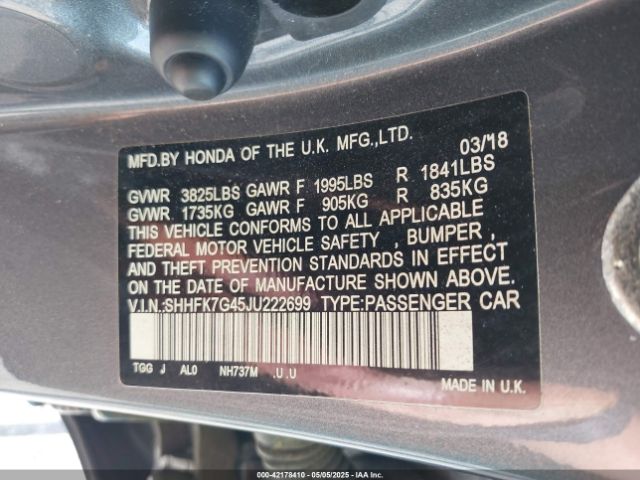 MFD.BY HONDA OF THE U.K. MFG.,LTD. 03/18
GVWR 3825LBS GAWR F 1995LBS R 1841LBS
GVWR 1735KG GAWR F 905KG R 835KG
THIS VEHICLE CONFORMS TO ALL APPLICABLE
FEDERAL MOTOR VEHICLE SAFETY , BUMPER ,
AND THEFT PREVENTION STANDARDS IN EFFECT
ON THE DATE OF MANUFACTURE SHOWN ABOVE.
V.I.N.:SHHFK7G45JU222699 TYPE:PASSENGER CAR
TGG J AL0 NH737M .U.U
MADE IN U.K.
000-42178410 - 05/05/2025 - IAAI